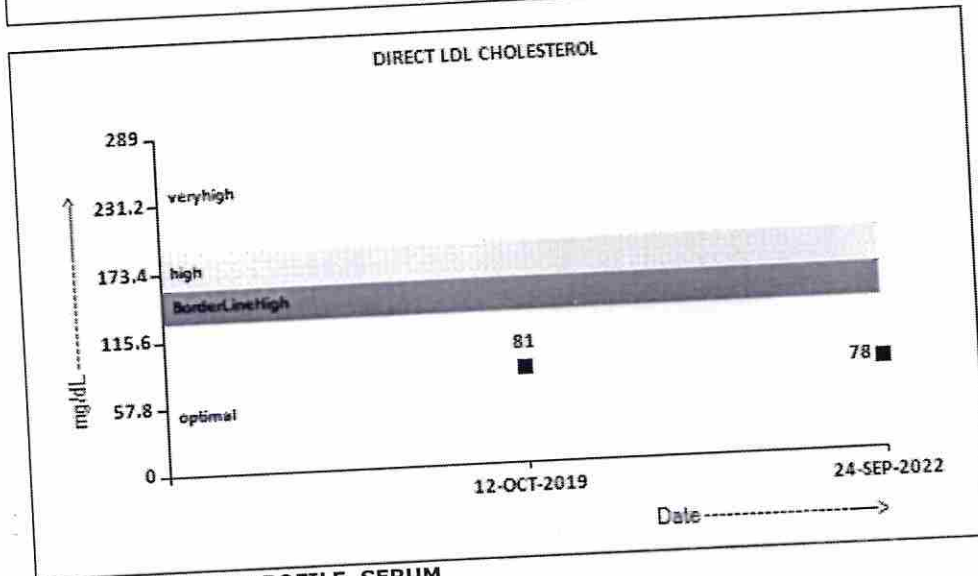 DIRECT LDL CHOLESTEROL
289
veryhigh
231.2
173.4
high
BorderLineHigh
115.6
81
78
mg/dL
57.8
optimal
0
12-OCT-2019
24-SEP-2022
Date
SERUM